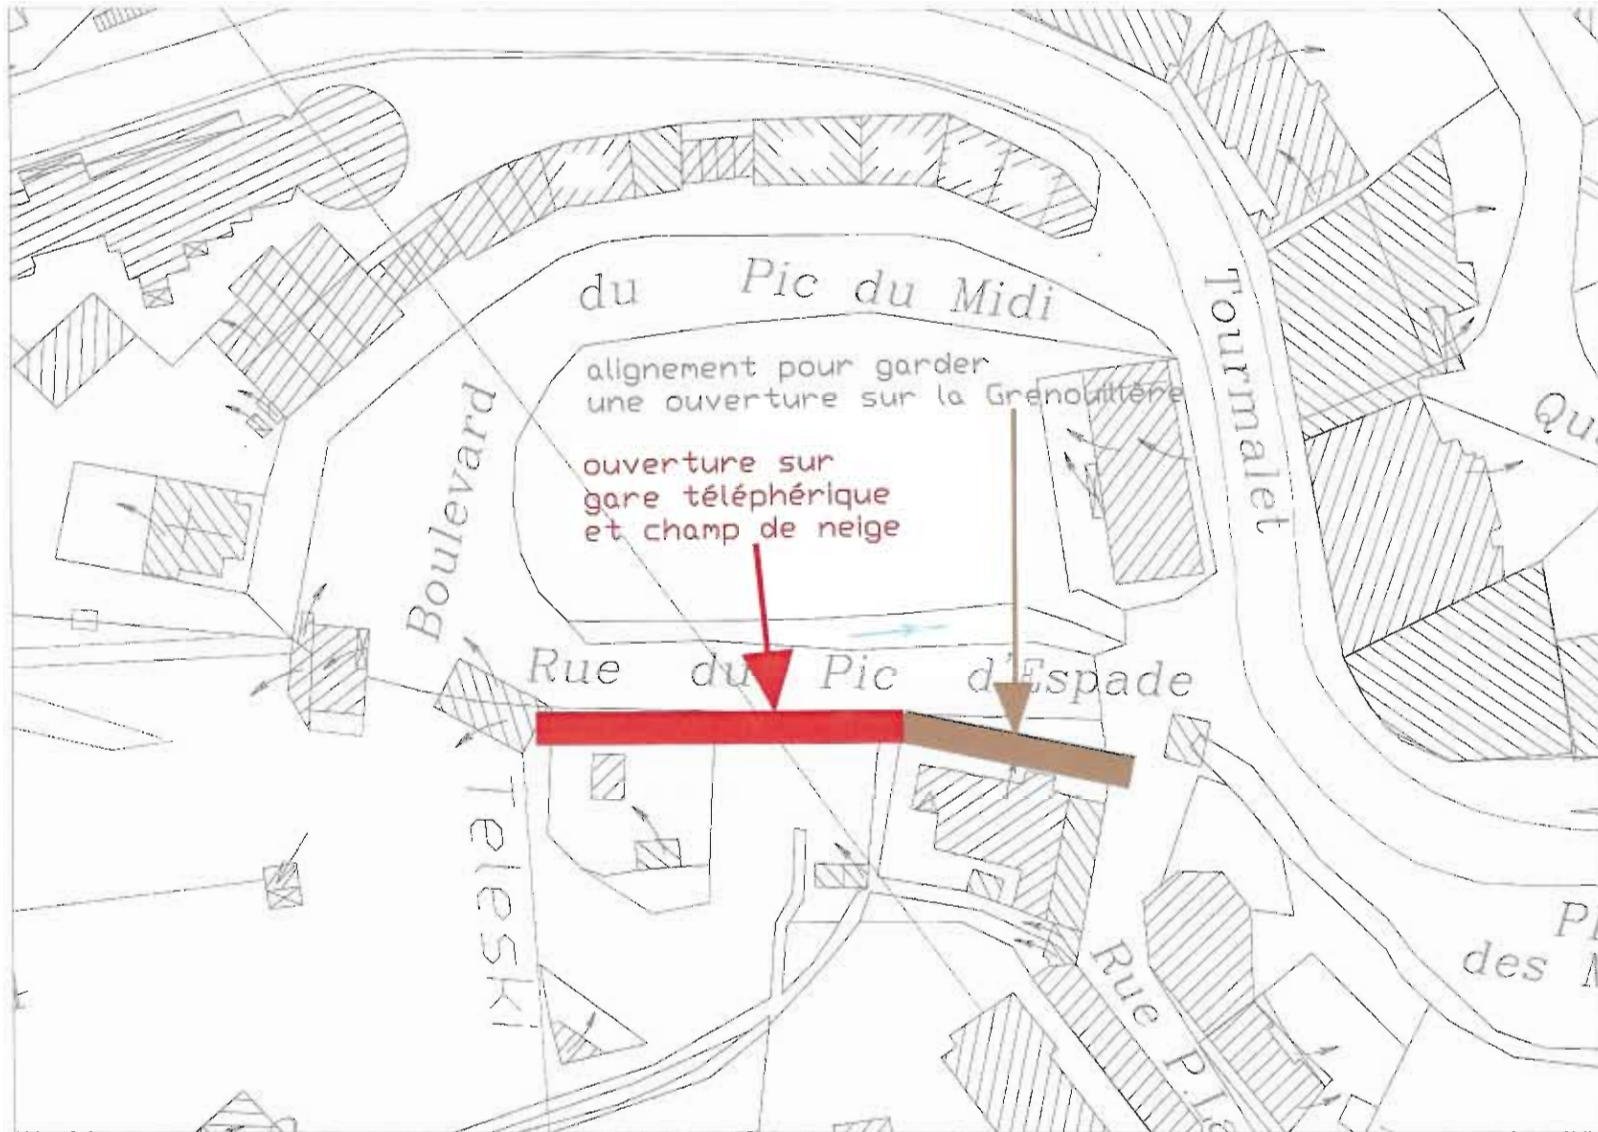 du Pic du Midi
Tourmalet
alignement pour garder
une ouverture sur la Grenouillère
Boulevard
ouverture sur
gare téléphérique
et champ de neige
Rue du Pic d'Espade
TeleSKi
des
Rue